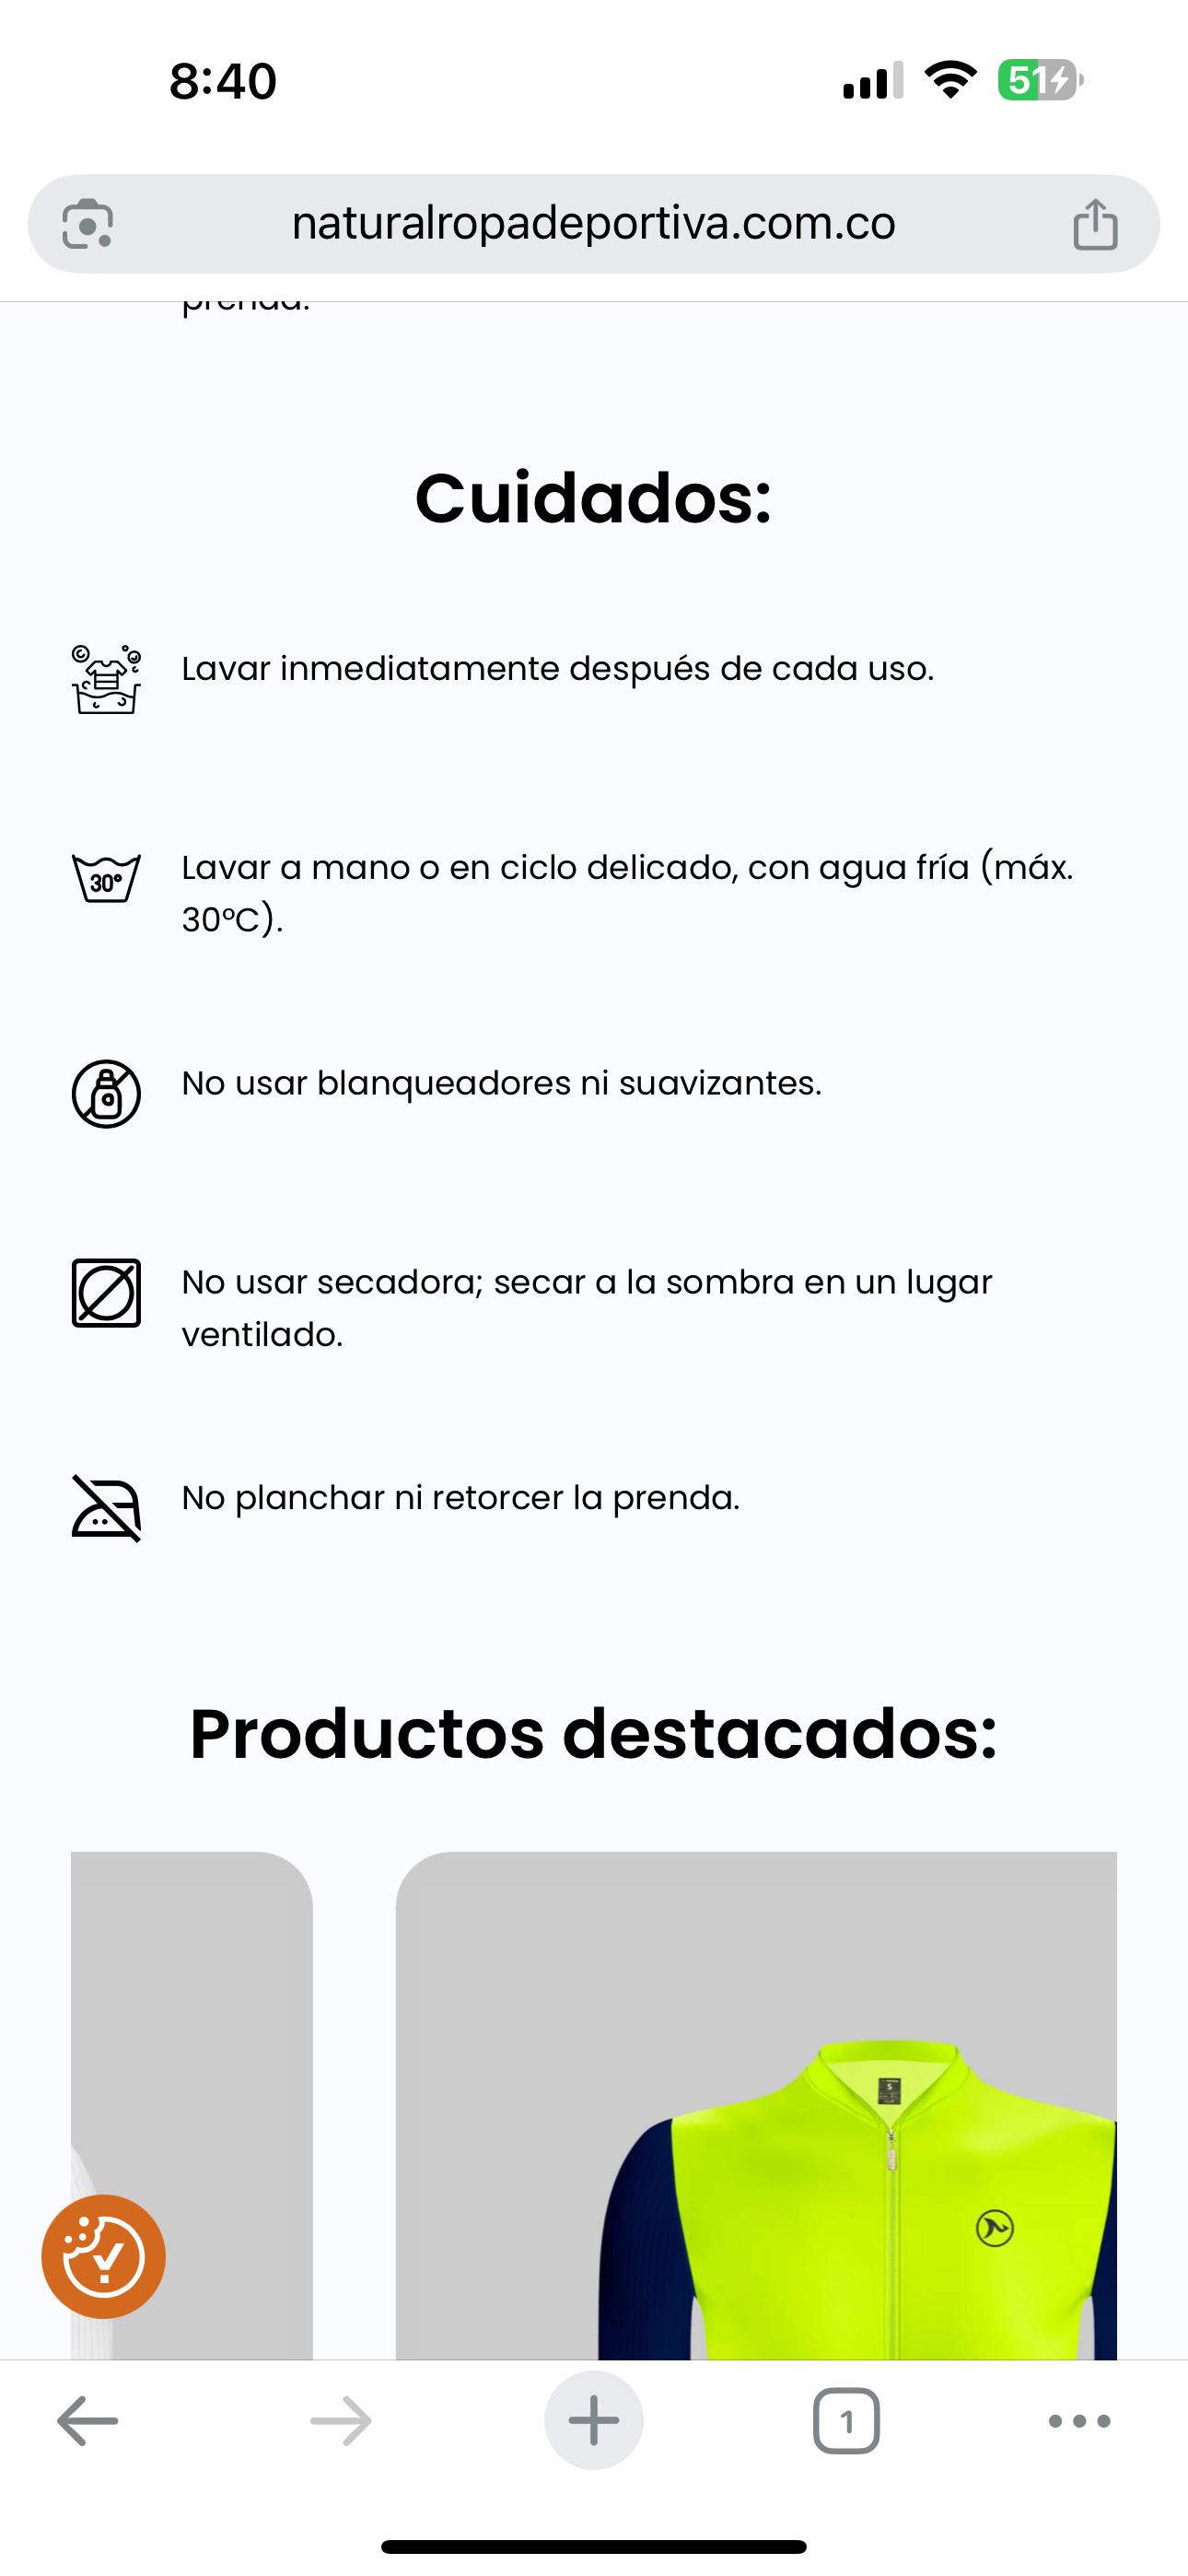 8:40
51
naturalropadeportiva.com.co
prenda.
Cuidados:
Lavar inmediatamente después de cada uso.
30°
Lavar a mano o en ciclo delicado, con agua fría (máx.
30°C).
No usar blanqueadores ni suavizantes.
No usar secadora; secar a la sombra en un lugar
ventilado.
No planchar ni retorcer la prenda.
Productos destacados:
S
1